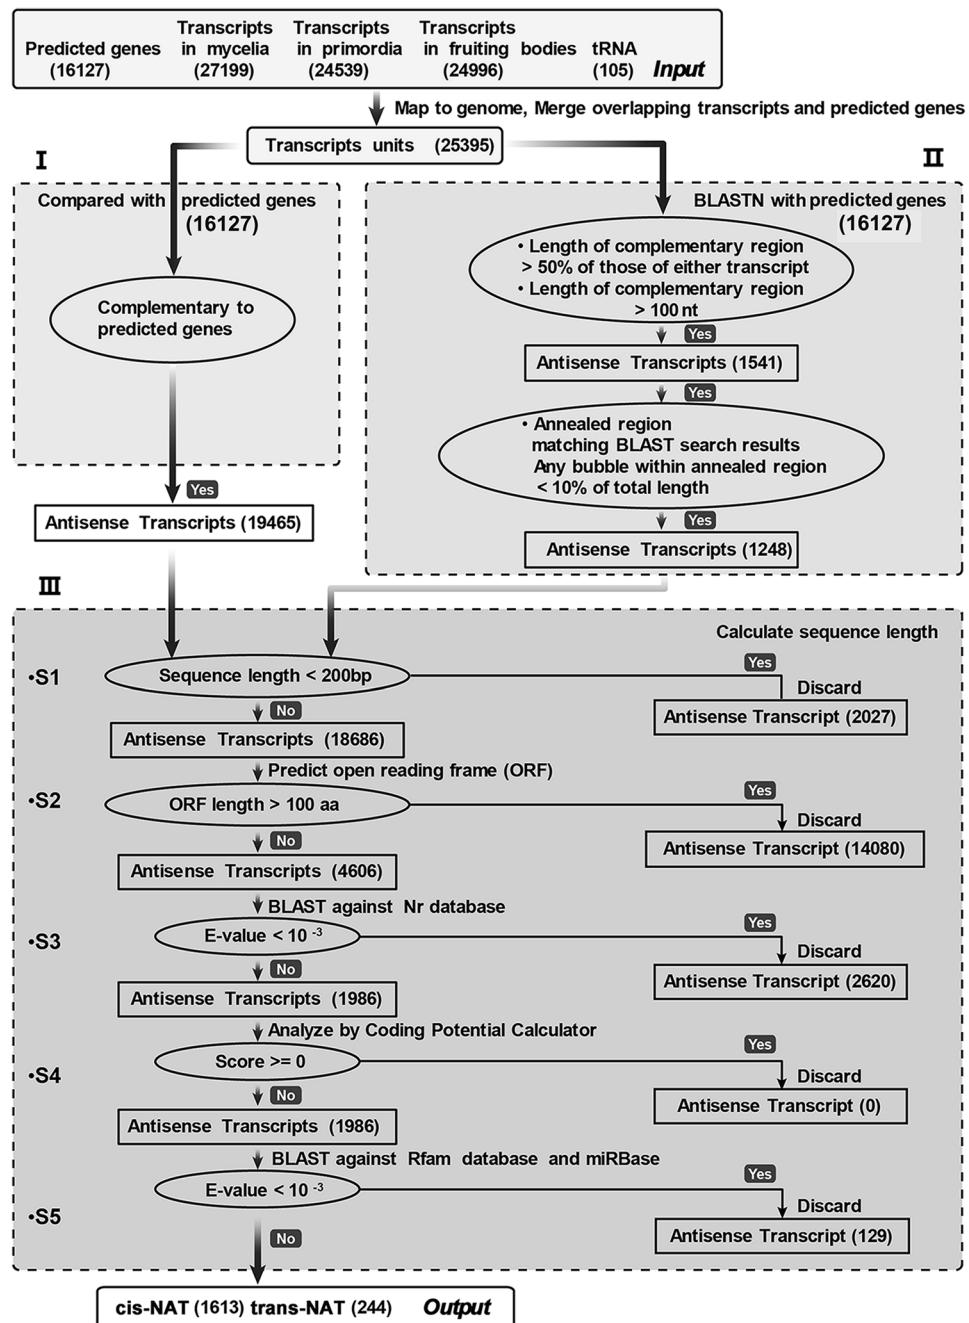 Predicted genes
(16127)
Transcripts
in mycelia
(27199)
Transcripts
in primordia
(24539)
Transcripts
in fruiting bodies
(24996)
tRNA
(105)
Input
Map to genome, Merge overlapping transcripts and predicted genes
Transcripts units (25395)
I
Compared with predicted genes
(16127)
Complementary to
predicted genes
Yes
Antisense Transcripts (19465)
II
BLASTN with predicted genes
(16127)
• Length of complementary region
> 50% of those of either transcript
• Length of complementary region
> 100 nt
Yes
Antisense Transcripts (1541)
Yes
• Annealed region
matching BLAST search results
Any bubble within annealed region
< 10% of total length
Yes
Antisense Transcripts (1248)
III
Calculate sequence length
•S1
Sequence length < 200bp
Yes
Discard
Antisense Transcript (2027)
No
Antisense Transcripts (18686)
Predict open reading frame (ORF)
•S2
ORF length > 100 aa
Yes
Discard
Antisense Transcript (14080)
No
Antisense Transcripts (4606)
BLAST against Nr database
•S3
E-value < 10 -3
Yes
Discard
Antisense Transcript (2620)
No
Antisense Transcripts (1986)
Analyze by Coding Potential Calculator
•S4
Score >= 0
Yes
Discard
Antisense Transcript (0)
No
Antisense Transcripts (1986)
BLAST against Rfam database and miRBase
•S5
E-value < 10 -3
Yes
Discard
Antisense Transcript (129)
No
cis-NAT (1613) trans-NAT (244) Output